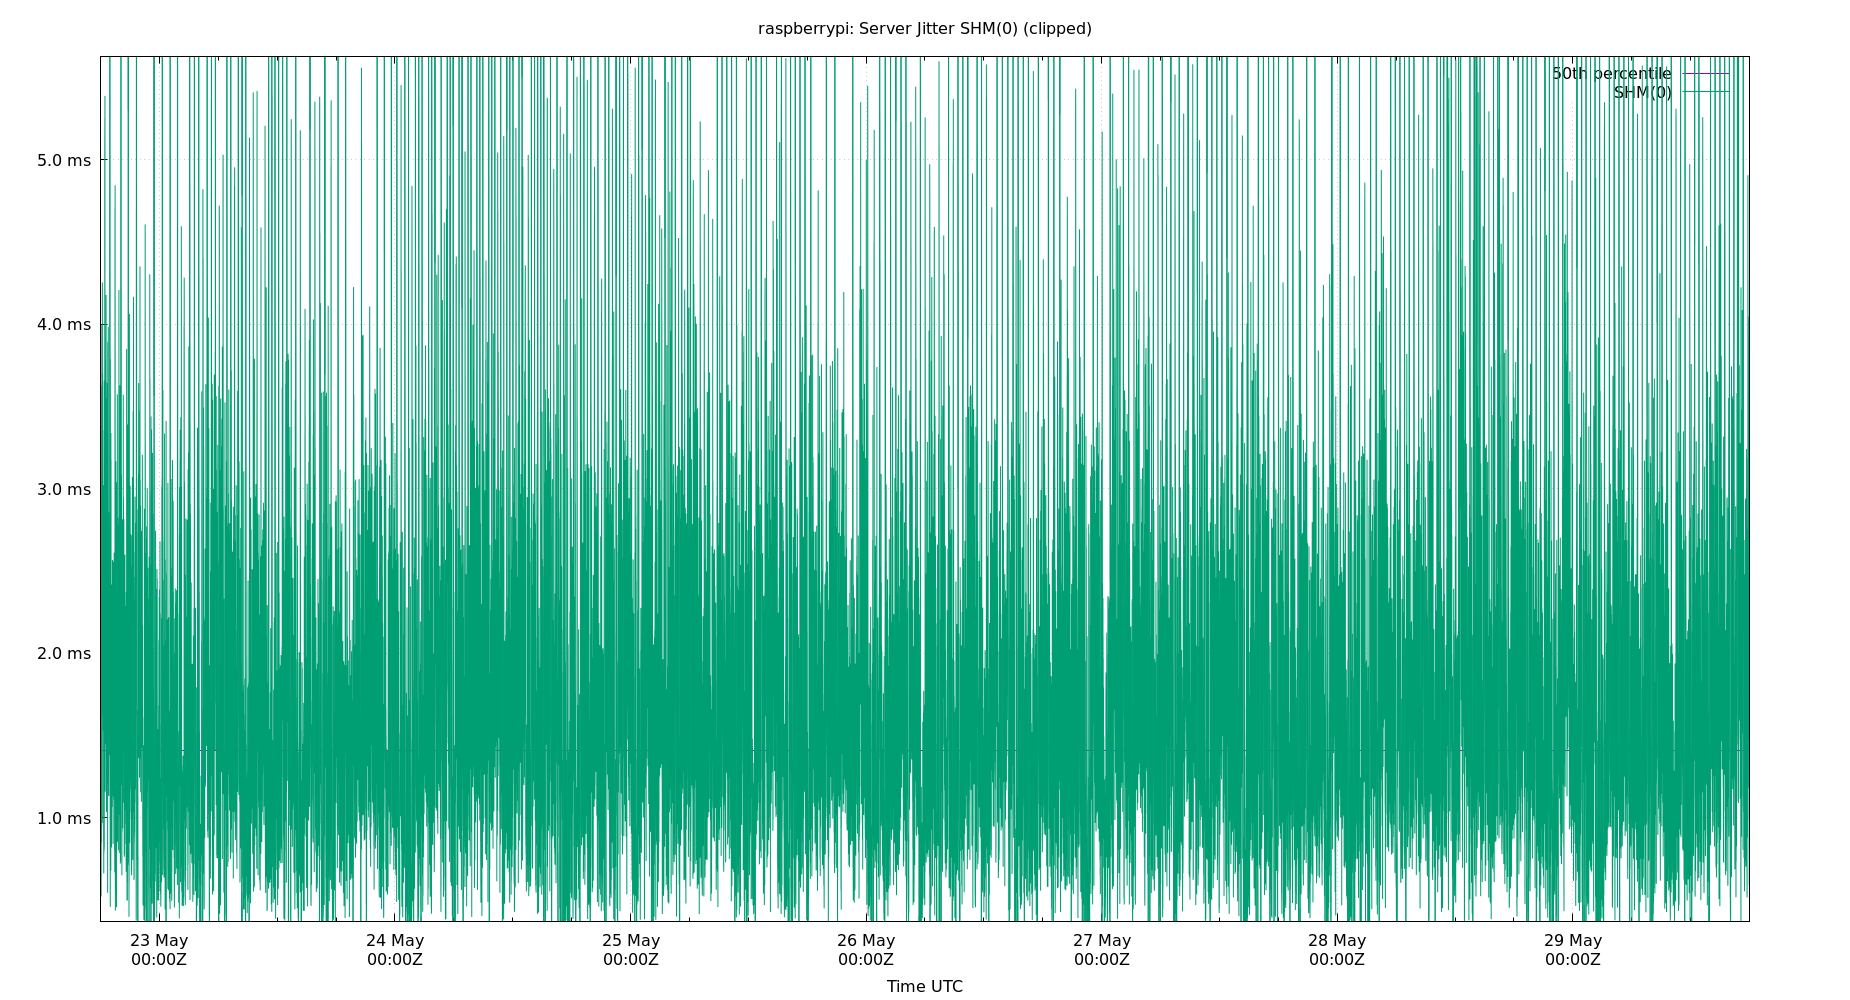 raspberrypi: Server Jitter SHM(0) (clipped)
50th percentile
SHM(0)
5.0 ms
4.0 ms
3.0 ms
2.0 ms
1.0 ms
23 May 24 May 25 May 26 May 27 May 28 May 29 May
00:00Z 00:00Z 00:00Z 00:00Z 00:00Z 00:00Z 00:00Z
Time UTC